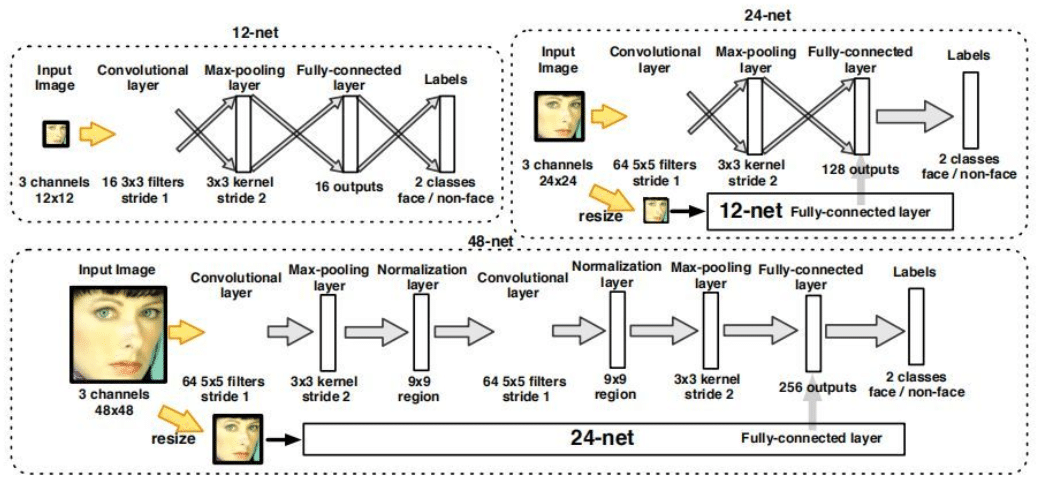 12-net
Input Image
Convolutional layer
Max-pooling layer
Fully-connected layer
Labels
3 channels 12x12
16 3x3 filters stride 1
3x3 kernel stride 2
16 outputs
2 classes face / non-face
24-net
Input Image
Convolutional layer
Max-pooling layer
Fully-connected layer
Labels
3 channels 24x24
64 5x5 filters stride 1
3x3 kernel stride 2
128 outputs
2 classes face / non-face
resize
12-net Fully-connected layer
48-net
Input Image
Convolutional layer
Max-pooling layer
Normalization layer
Convolutional layer
Normalization layer
Max-pooling layer
Fully-connected layer
Labels
3 channels 48x48
64 5x5 filters stride 1
3x3 kernel stride 2
9x9 region
64 5x5 filters stride 1
9x9 region
3x3 kernel stride 2
256 outputs
2 classes face / non-face
resize
24-net Fully-connected layer